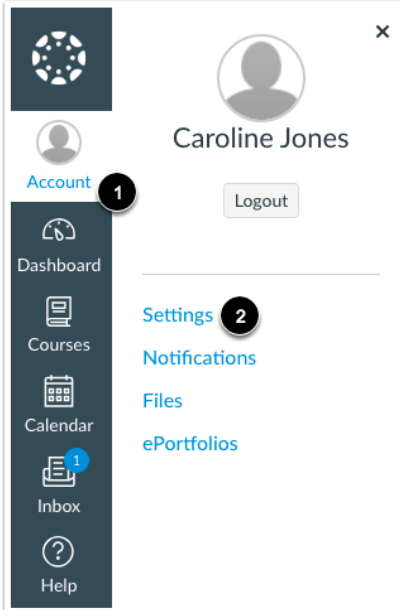 Account
1
Dashboard
Courses
Calendar
1
Inbox
Help
×
Caroline Jones
Logout
Settings 2
Notifications
Files
ePortfolios